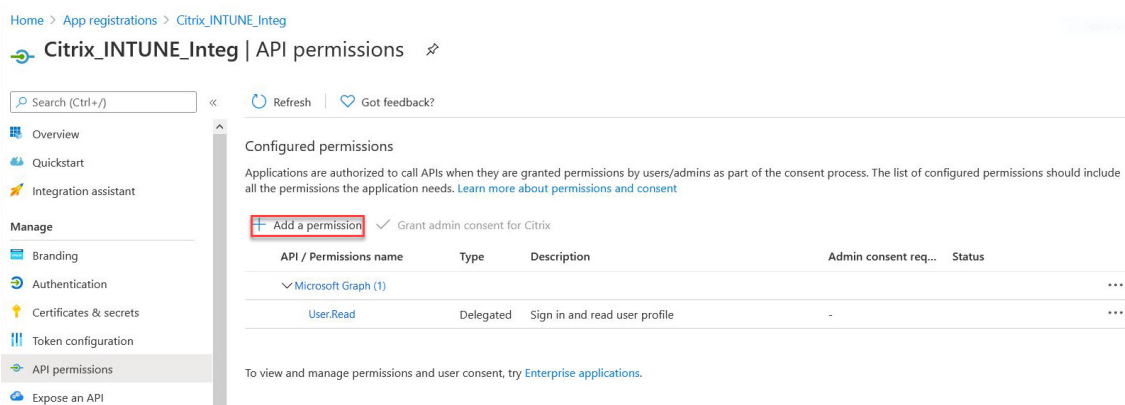 Home > App registrations > Citrix_INTUNE_Integ
Citrix_INTUNE_Integ | API permissions
Search (Ctrl+/)
«
Refresh
Got feedback?
Overview
Quickstart
Integration assistant
Manage
Branding
Authentication
Certificates & secrets
Token configuration
API permissions
Expose an API
Configured permissions
Applications are authorized to call APIs when they are granted permissions by users/admins as part of the consent process. The list of configured permissions should include
all the permissions the application needs. Learn more about permissions and consent
+ Add a permission
Grant admin consent for Citrix
API / Permissions name Type Description Admin consent req... Status
Microsoft Graph (1) ...
User.Read Delegated Sign in and read user profile - ...
To view and manage permissions and user consent, try Enterprise applications.